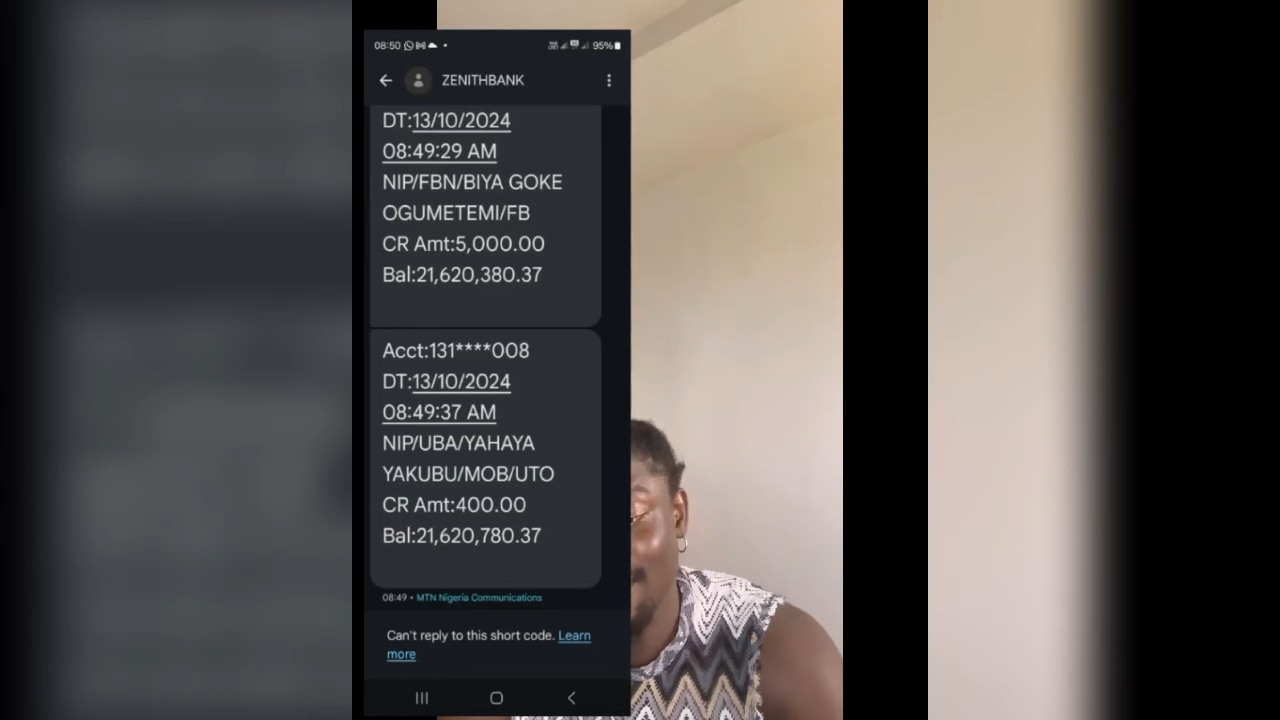 08:50 95%
ZENITHBANK
DT:13/10/2024
08:49:29 AM
NIP/FBN/BIYA GOKE
OGUMETEMI/FB
CR Amt:5,000.00
Bal:21,620,380.37
Acct:131****008
DT:13/10/2024
08:49:37 AM
NIP/UBA/YAHAYA
YAKUBU/MOB/UTO
CR Amt:400.00
Bal:21,620,780.37
08:49 • MTN Nigeria Communications
Can't reply to this short code. Learn
more